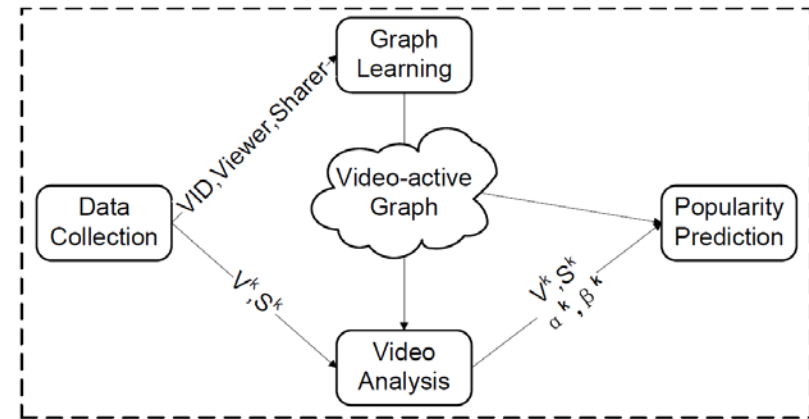 Graph
Learning
VID,Viewer,Sharer
Video-active
Graph
Data
Collection
Popularity
Prediction
V^k,S^k
V^k,S^k
α^k,β^k
Video
Analysis